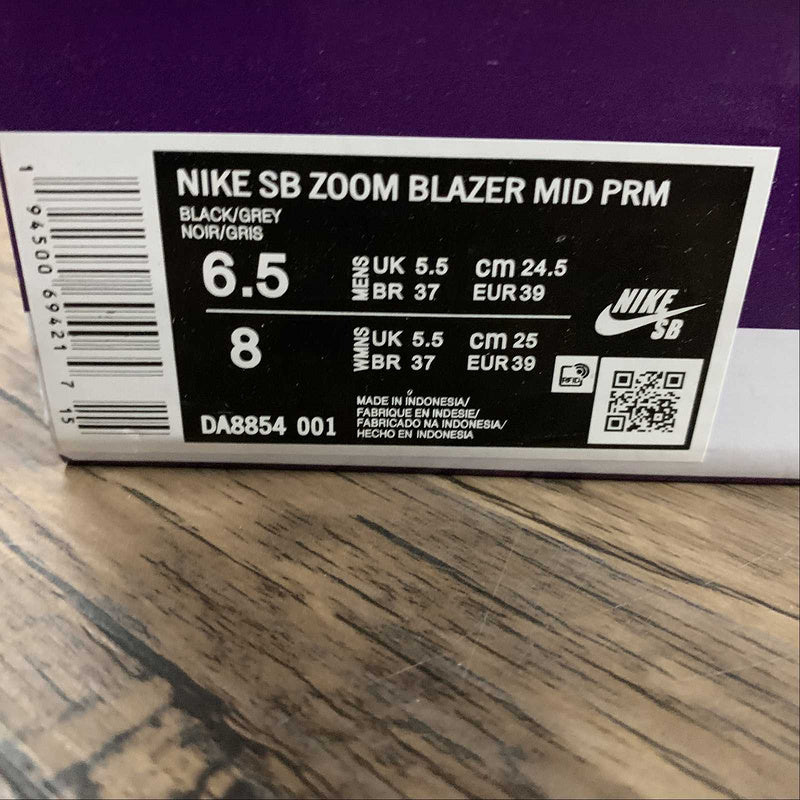 NIKE SB ZOOM BLAZER MID PRM
BLACK/GREY
NOIR/GRIS
6.5
MENS
UK 5.5 cm 24.5
BR 37 EUR 39
8
WMNS
UK 5.5 cm 25
BR 37 EUR 39
DA8854 001
MADE IN INDONESIA/
FABRIQUE EN INDESIE/
FABRICADO NA INDONESIA/
HECHO EN INDONESIA
RFID
NIKE
SB
1 94500 69421 7 15